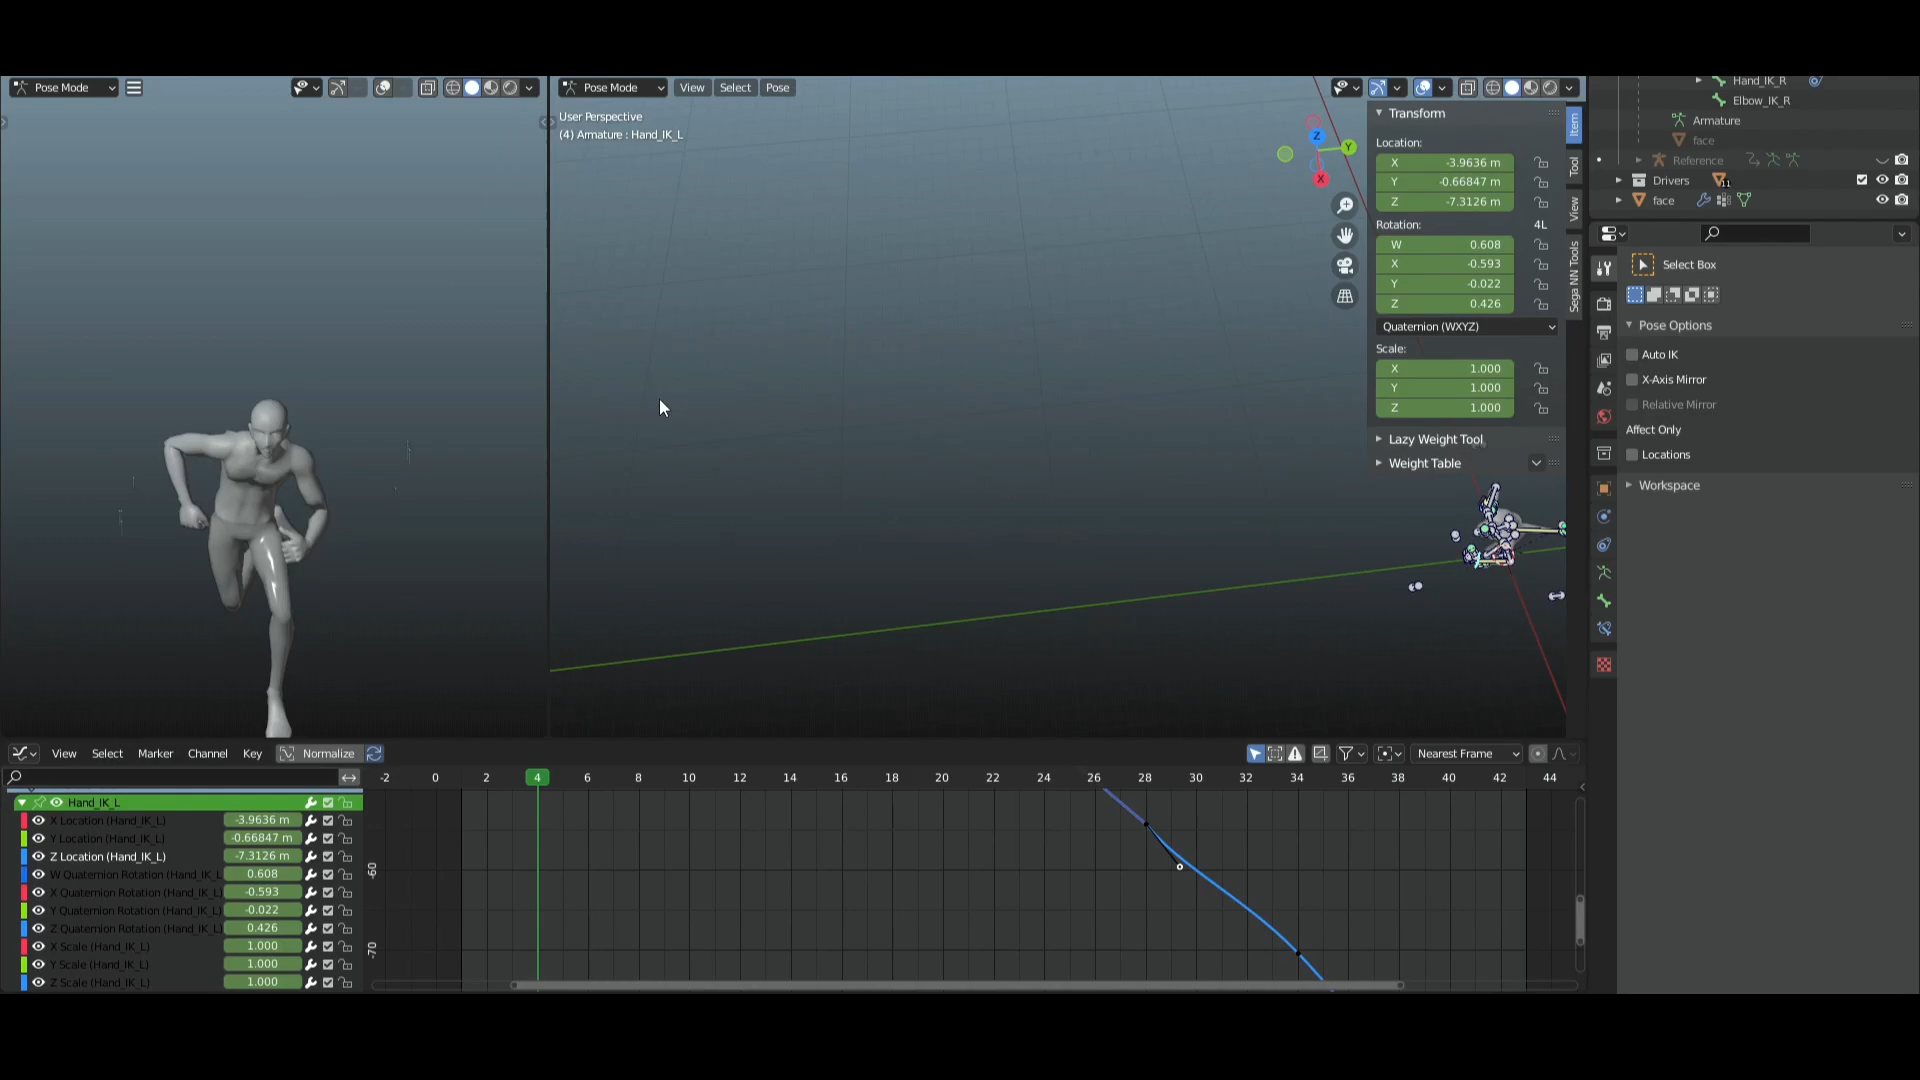 Pose Mode
Pose Mode
View
Select
Pose
User Perspective
(4) Armature : Hand_IK_L
Z
Y
X
Transform
Location:
X -3.9636 m
Y -0.66847 m
Z -7.3126 m
Rotation: 4L
W 0.608
X -0.593
Y -0.022
Z 0.426
Quaternion (WXYZ)
Scale:
X 1.000
Y 1.000
Z 1.000
Lazy Weight Tool
Weight Table
Item
Tool
View
Sega NN Tools
Hand_IK_R
Elbow_IK_R
Armature
face
Reference
Drivers 11
face
Select Box
Pose Options
Auto IK
X-Axis Mirror
Relative Mirror
Affect Only
Locations
Workspace
View Select Marker Channel Key Normalize
Nearest Frame
-2 0 2 4 6 8 10 12 14 16 18 20 22 24 26 28 30 32 34 36 38 40 42 44
Hand_IK_L
X Location (Hand_IK_L) -3.9636 m
Y Location (Hand_IK_L) -0.66847 m
Z Location (Hand_IK_L) -7.3126 m
W Quaternion Rotation (Hand_IK_L 0.608
X Quaternion Rotation (Hand_IK_L) -0.593
Y Quaternion Rotation (Hand_IK_L) -0.022
Z Quaternion Rotation (Hand_IK_L) 0.426
X Scale (Hand_IK_L) 1.000
Y Scale (Hand_IK_L) 1.000
Z Scale (Hand_IK_L) 1.000
-60
-70